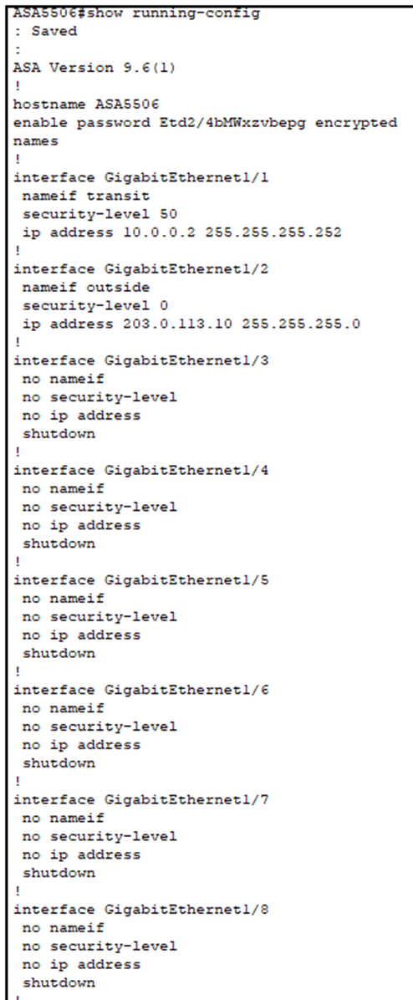 ASA5506#show running-config
: Saved
:
ASA Version 9.6(1)
!
hostname ASA5506
enable password Etd2/4bMWxzvbepg encrypted
names
!
interface GigabitEthernet1/1
 nameif transit
 security-level 50
 ip address 10.0.0.2 255.255.255.252
!
interface GigabitEthernet1/2
 nameif outside
 security-level 0
 ip address 203.0.113.10 255.255.255.0
!
interface GigabitEthernet1/3
 no nameif
 no security-level
 no ip address
 shutdown
!
interface GigabitEthernet1/4
 no nameif
 no security-level
 no ip address
 shutdown
!
interface GigabitEthernet1/5
 no nameif
 no security-level
 no ip address
 shutdown
!
interface GigabitEthernet1/6
 no nameif
 no security-level
 no ip address
 shutdown
!
interface GigabitEthernet1/7
 no nameif
 no security-level
 no ip address
 shutdown
!
interface GigabitEthernet1/8
 no nameif
 no security-level
 no ip address
 shutdown
!